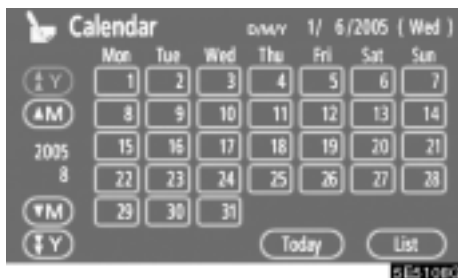 Calendar D/M/Y 1/ 6/2005 ( Wed )
Mon Tue Wed Thu Fri Sat Sun
Y 1 2 3 4 5 6 7
▲M 8 9 10 11 12 13 14
2005 15 16 17 18 19 20 21
8 22 23 24 25 26 27 28
▼M 29 30 31
Y Today List
5E5108C